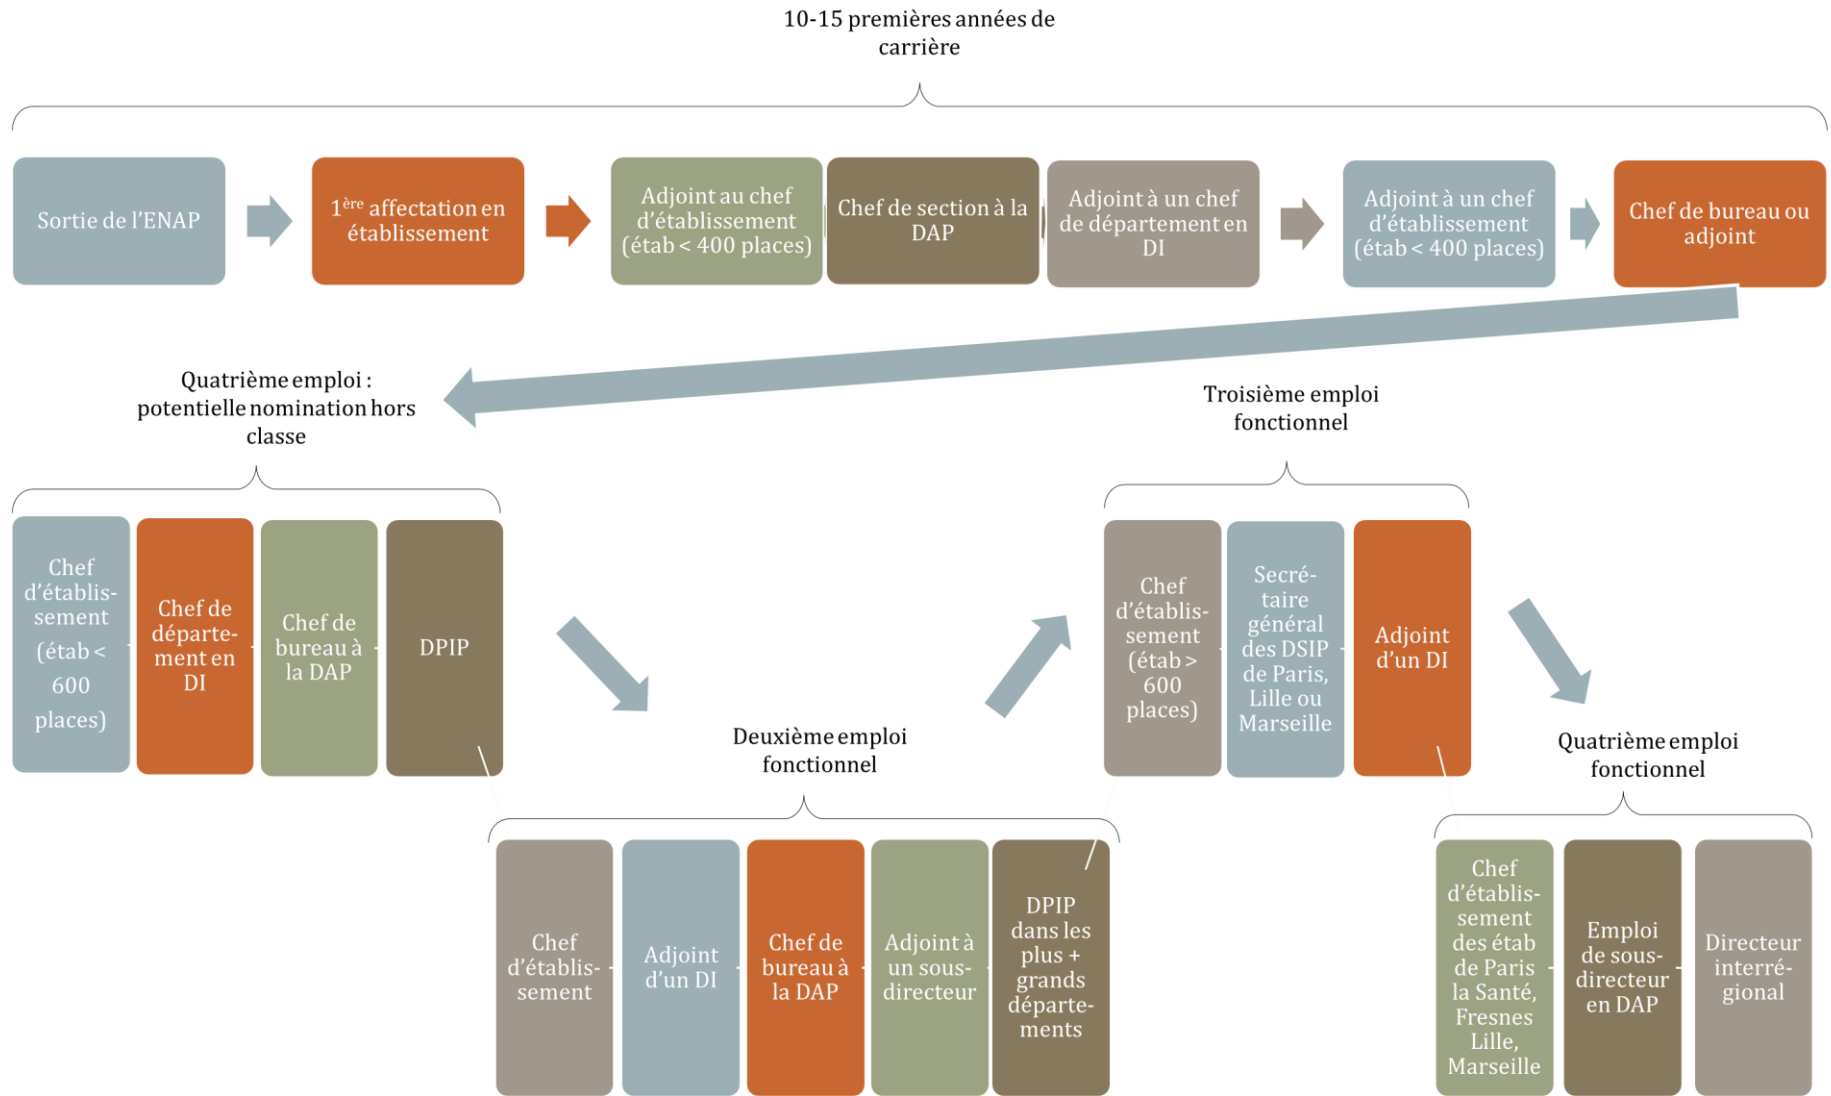 10-15 premières années de
carrière
Sortie de l'ENAP
1ère affectation en
établissement
Adjoint au chef
d'établissement
(étab < 400 places)
Chef de section à la
DAP
Adjoint à un chef
de département en
DI
Adjoint à un chef
d'établissement
(étab < 400 places)
Chef de bureau ou
adjoint
Quatrième emploi :
potentielle nomination hors
classe
Chef
d'établis-
sement
(étab <
600
places)
Chef de
départe-
ment en
DI
Chef de
bureau à
la DAP
DPIP
Deuxième emploi
fonctionnel
Chef
d'établis-
sement
Adjoint
d'un DI
Chef de
bureau à
la DAP
Adjoint à
un sous-
directeur
DPIP
dans les
plus +
grands
départe-
ments
Troisième emploi
fonctionnel
Chef
d'établis-
sement
(étab >
600
places)
Secré-
taire
général
des DSIP
de Paris,
Lille ou
Marseille
Adjoint
d'un DI
Quatrième emploi
fonctionnel
Chef
d'établis-
sement
des étab
de Paris
la Santé,
Fresnes
Lille,
Marseille
Emploi
de sous-
directeur
en DAP
Directeur
interré-
gional